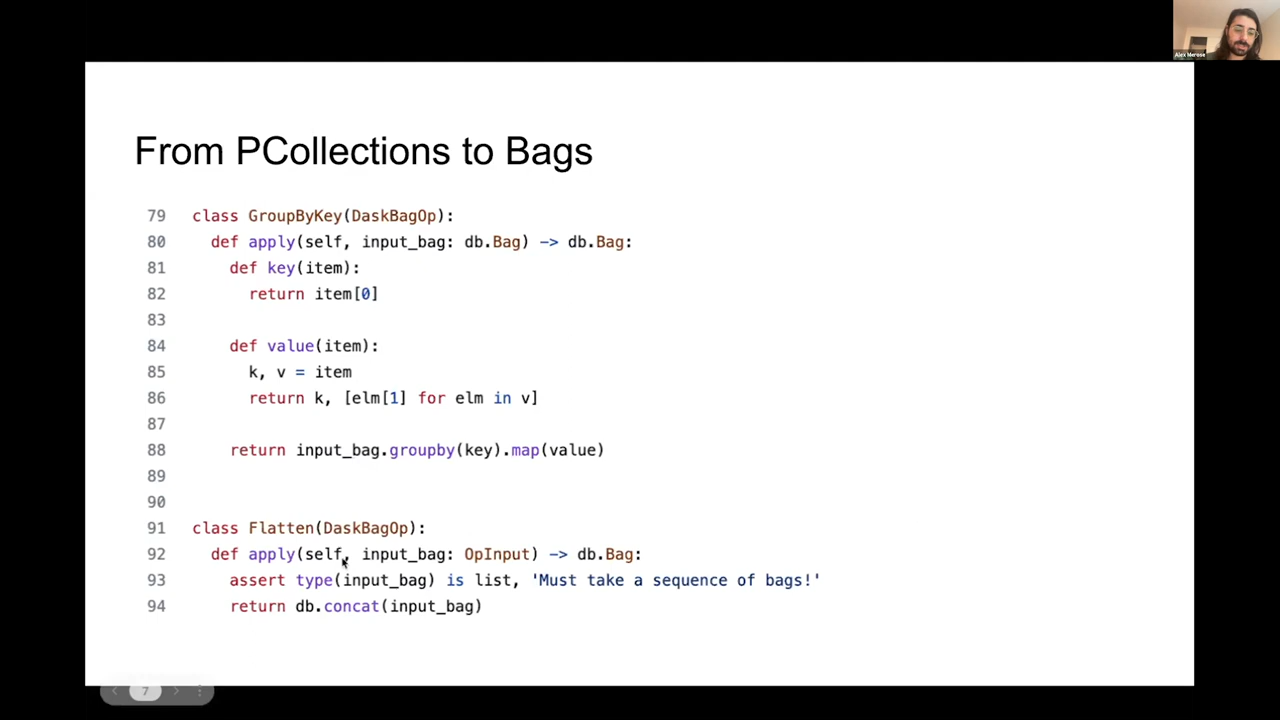 Alex Merose
From PCollections to Bags
79 class GroupByKey(DaskBagOp):
80 def apply(self, input_bag: db.Bag) -> db.Bag:
81 def key(item):
82 return item[0]
83
84 def value(item):
85 k, v = item
86 return k, [elm[1] for elm in v]
87
88 return input_bag.groupby(key).map(value)
89
90
91 class Flatten(DaskBagOp):
92 def apply(self, input_bag: OpInput) -> db.Bag:
93 assert type(input_bag) is list, 'Must take a sequence of bags!'
94 return db.concat(input_bag)
7